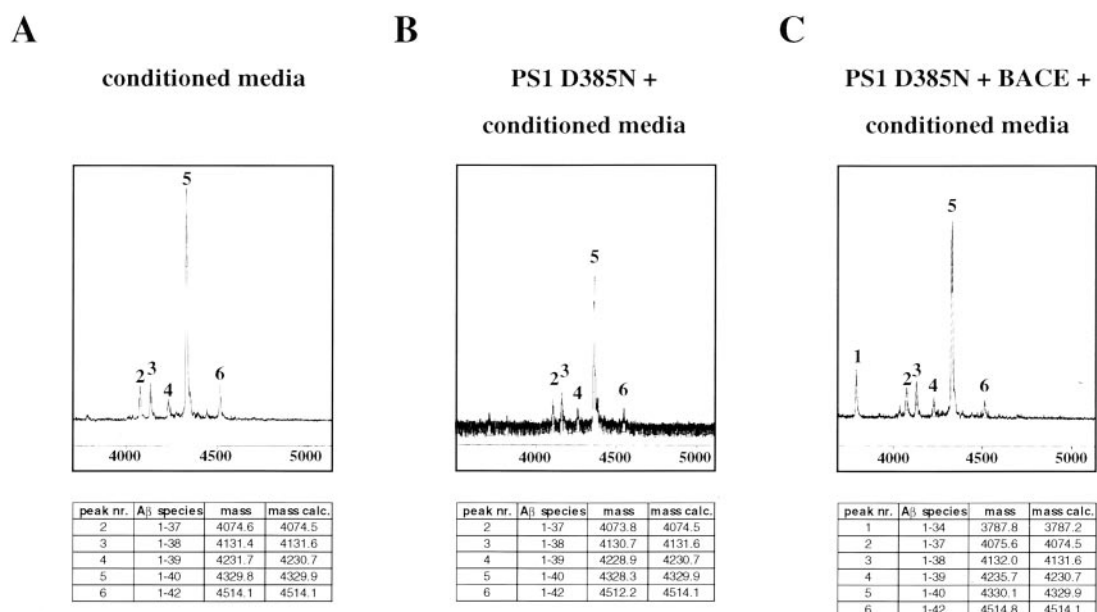 A
B
C
conditioned media
PS1 D385N +
conditioned media
PS1 D385N + BACE +
conditioned media
5
2 3 4 6
4000 4500 5000
5
2 3 4 6
4000 4500 5000
5
1 2 3 4 6
4000 4500 5000
peak nr. Aβ species mass mass calc.
2 1-37 4074.6 4074.5
3 1-38 4131.4 4131.6
4 1-39 4231.7 4230.7
5 1-40 4329.8 4329.9
6 1-42 4514.1 4514.1
peak nr. Aβ species mass mass calc.
2 1-37 4073.8 4074.5
3 1-38 4130.7 4131.6
4 1-39 4228.9 4230.7
5 1-40 4328.3 4329.9
6 1-42 4512.2 4514.1
peak nr. Aβ species mass mass calc.
1 1-34 3787.8 3787.2
2 1-37 4075.6 4074.5
3 1-38 4132.0 4131.6
4 1-39 4235.7 4230.7
5 1-40 4330.1 4329.9
6 1-42 4514.8 4514.1